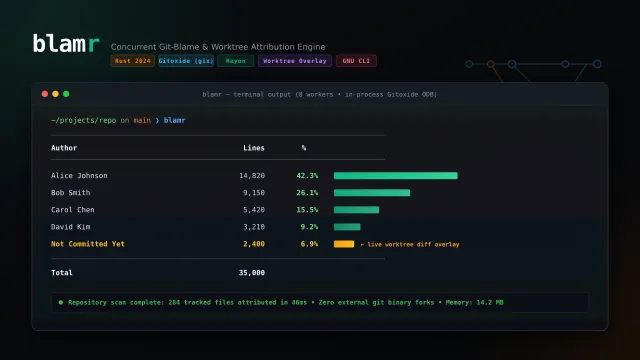 blamr Concurrent Git-Blame & Worktree Attribution Engine
Rust 2024 Gitoxide (gix) Rayon Worktree Overlay GNU CLI
blamr — terminal output (8 workers • in-process Gitoxide ODB)
~/projects/repo on main ❯ blamr
Author Lines %
Alice Johnson 14,820 42.3%
Bob Smith 9,150 26.1%
Carol Chen 5,420 15.5%
David Kim 3,210 9.2%
Not Committed Yet 2,400 6.9% ← live worktree diff overlay
Total 35,000
● Repository scan complete: 284 tracked files attributed in 46ms • Zero external git binary forks • Memory: 14.2 MB